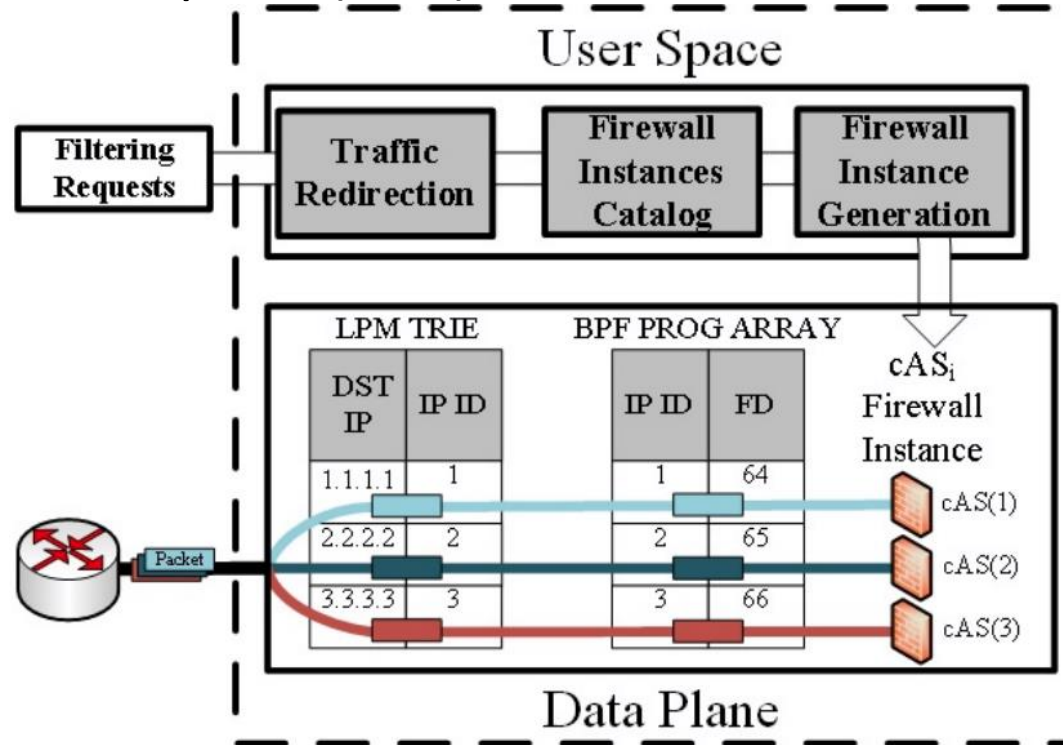 User Space
Filtering
Requests
Traffic
Redirection
Firewall
Instances
Catalog
Firewall
Instance
Generation
LPM TRIE
BPF PROG ARRAY
DST
IP
IP ID
IP ID
FD
cASi
Firewall
Instance
1.1.1.1 1 1 64
cAS(1)
2.2.2.2 2 2 65
cAS(2)
3.3.3.3 3 3 66
cAS(3)
Packet
Data Plane